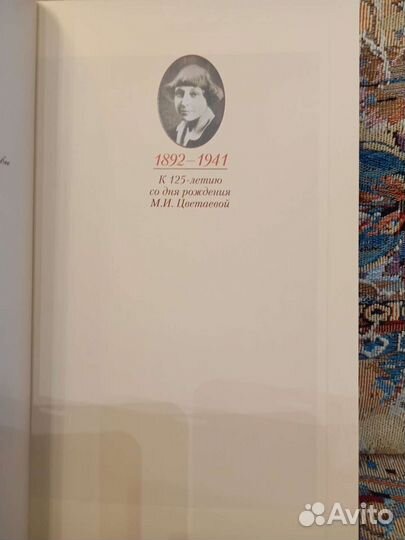 1892–1941
К 125-летию
со дня рождения
М.И. Цветаевой
Avito